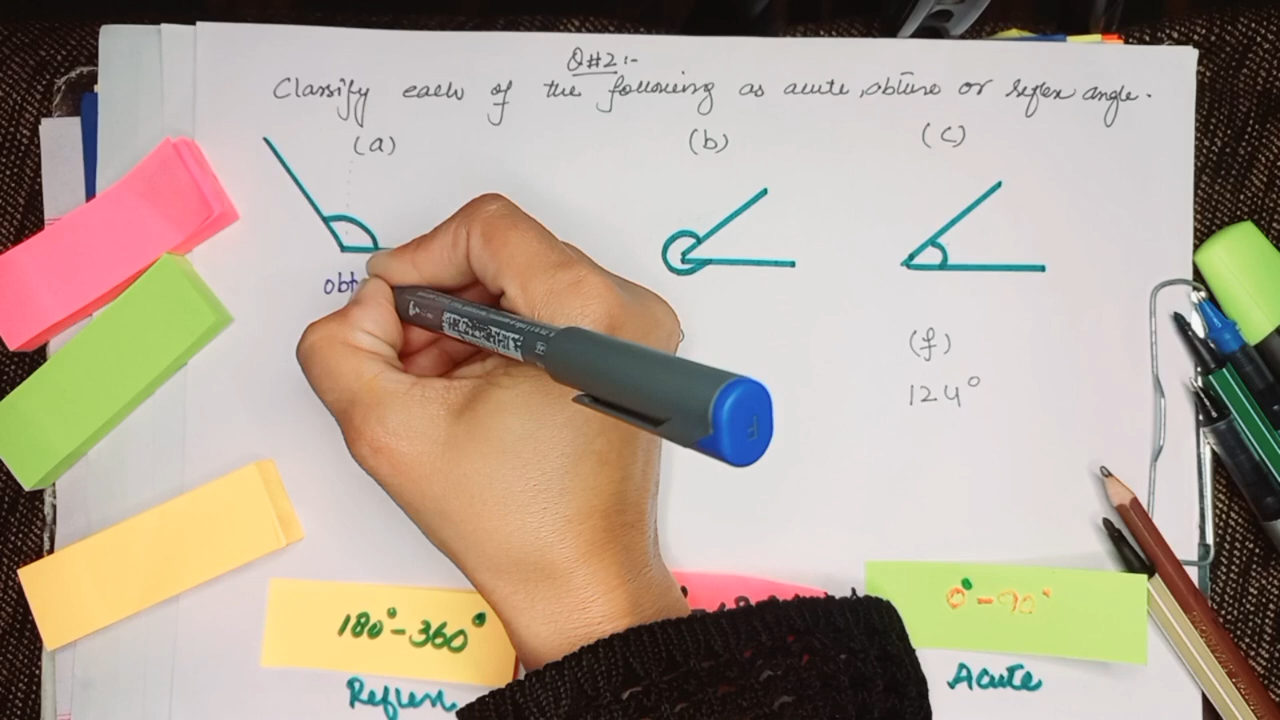 Q#2:-
Classify each of the following as acute, obtuse or reflex angle.
(a) (b) (c)
obt
(f)
124°
180°-360° 0°-90°
Reflex Acute